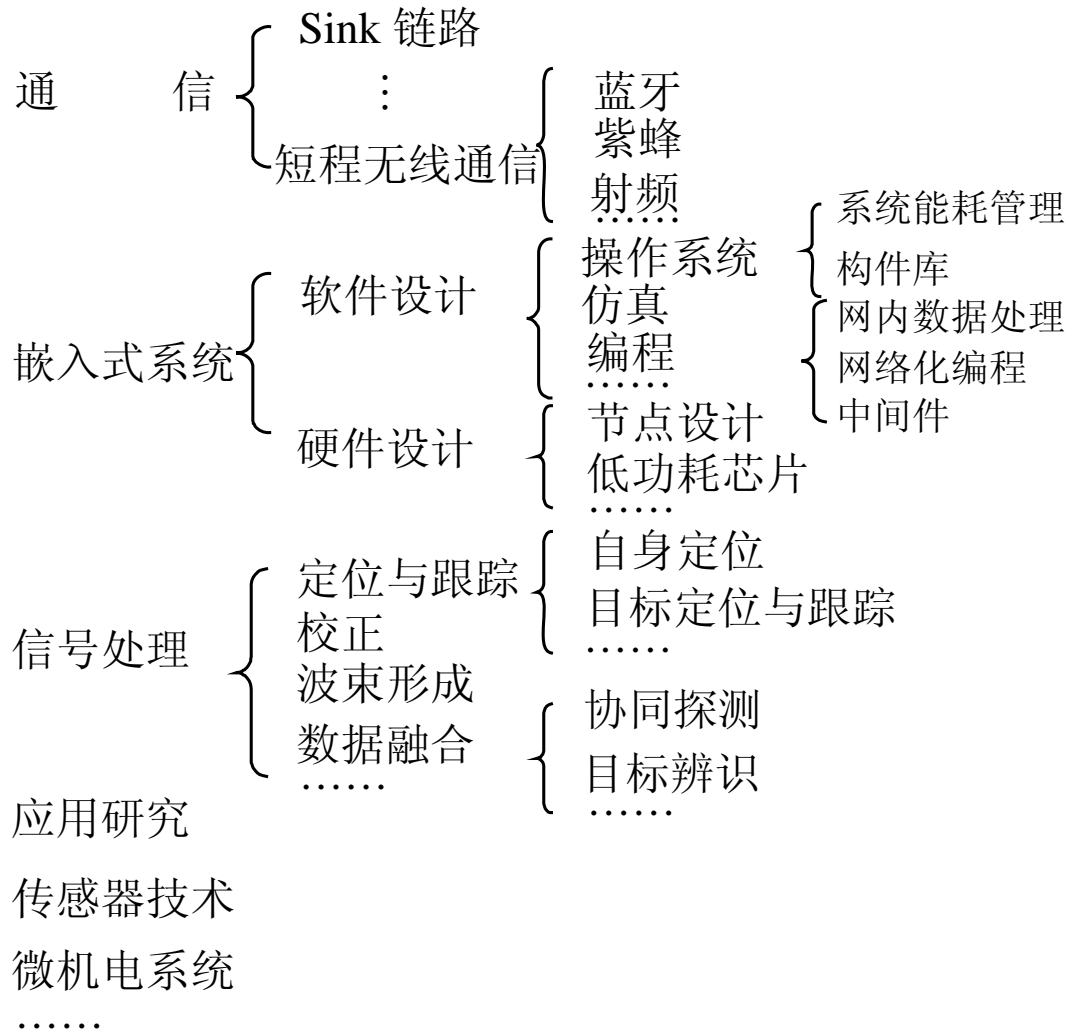 Sink 链路
通 信
⋮
蓝牙
紫蜂
短程无线通信
射频
……
系统能耗管理
操作系统
构件库
软件设计
仿真
网内数据处理
嵌入式系统
编程
网络化编程
……
中间件
节点设计
硬件设计
低功耗芯片
……
自身定位
定位与跟踪
目标定位与跟踪
校正
……
信号处理
波束形成
协同探测
数据融合
目标辨识
……
……
应用研究
传感器技术
微机电系统
……